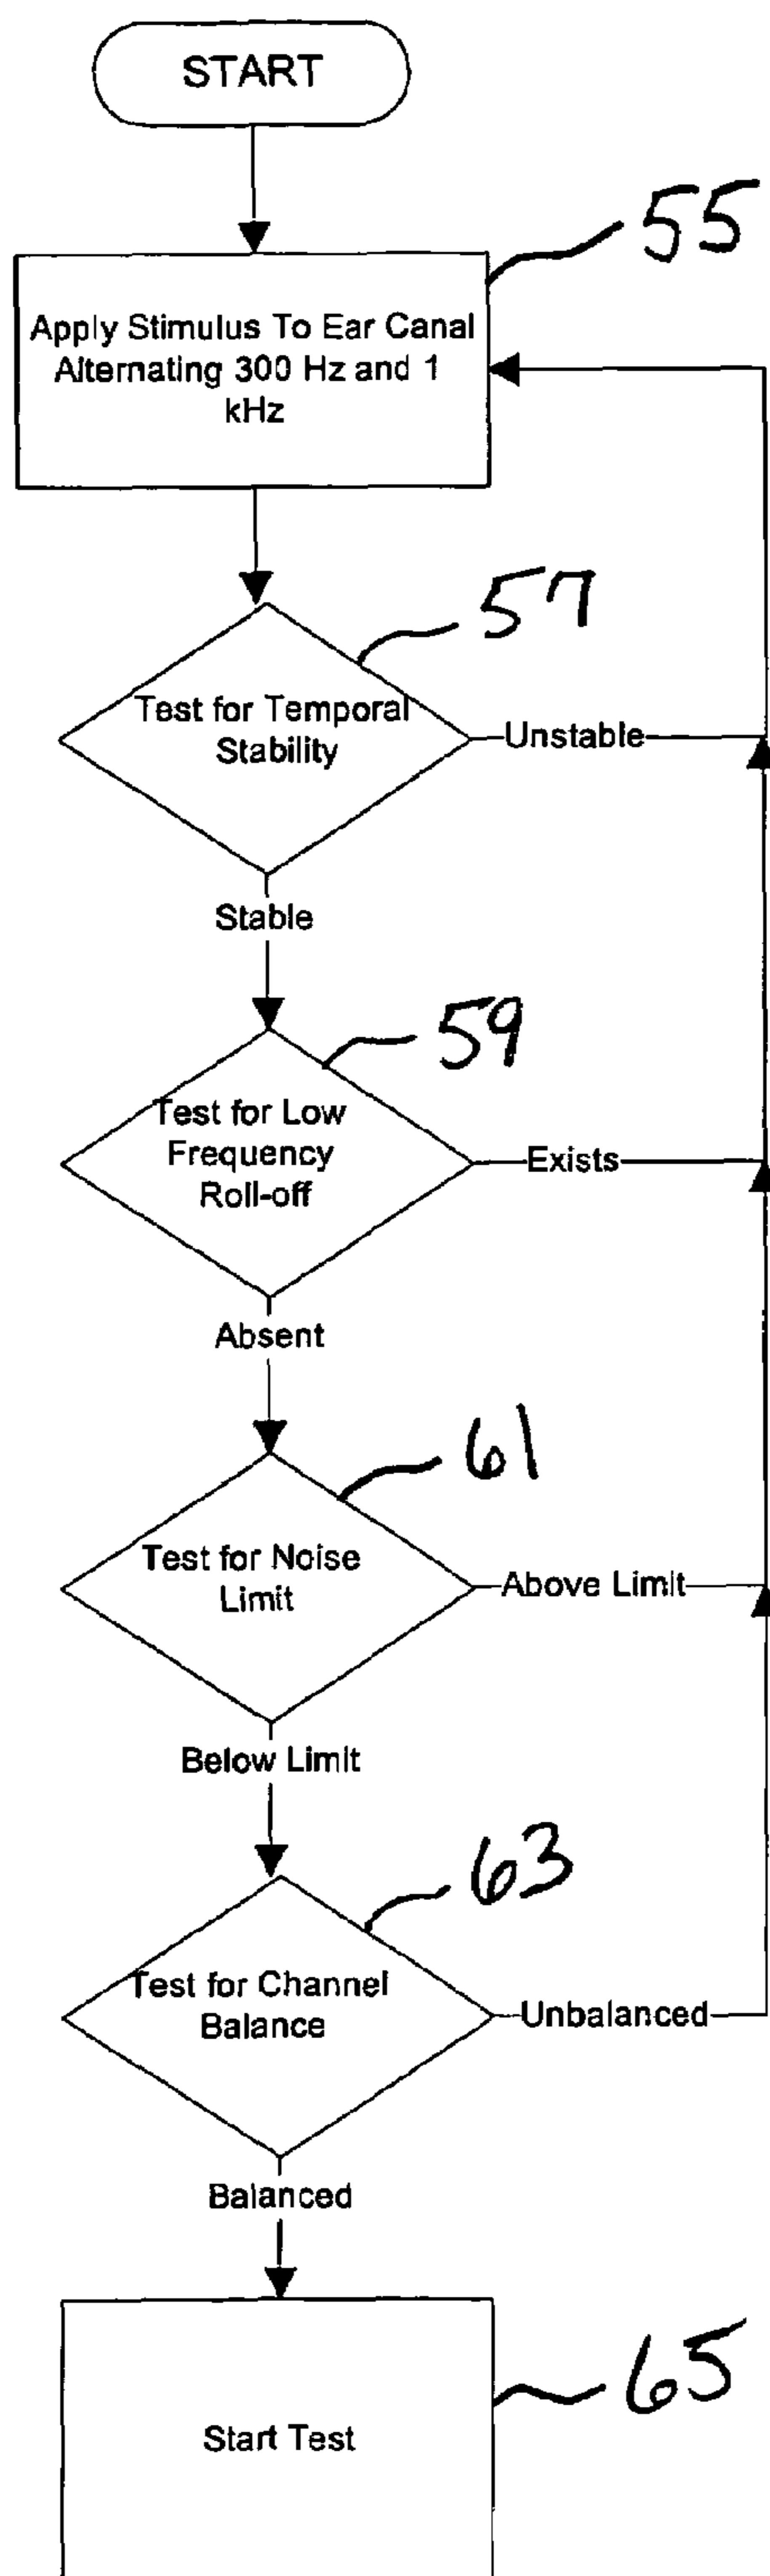 START
55
Apply Stimulus To Ear Canal
Alternating 300 Hz and 1
kHz
57
Test for Temporal
Stability
Unstable
Stable
59
Test for Low
Frequency
Roll-off
Exists
Absent
61
Test for Noise
Limit
Above Limit
Below Limit
63
Test for Channel
Balance
Unbalanced
Balanced
65
Start Test